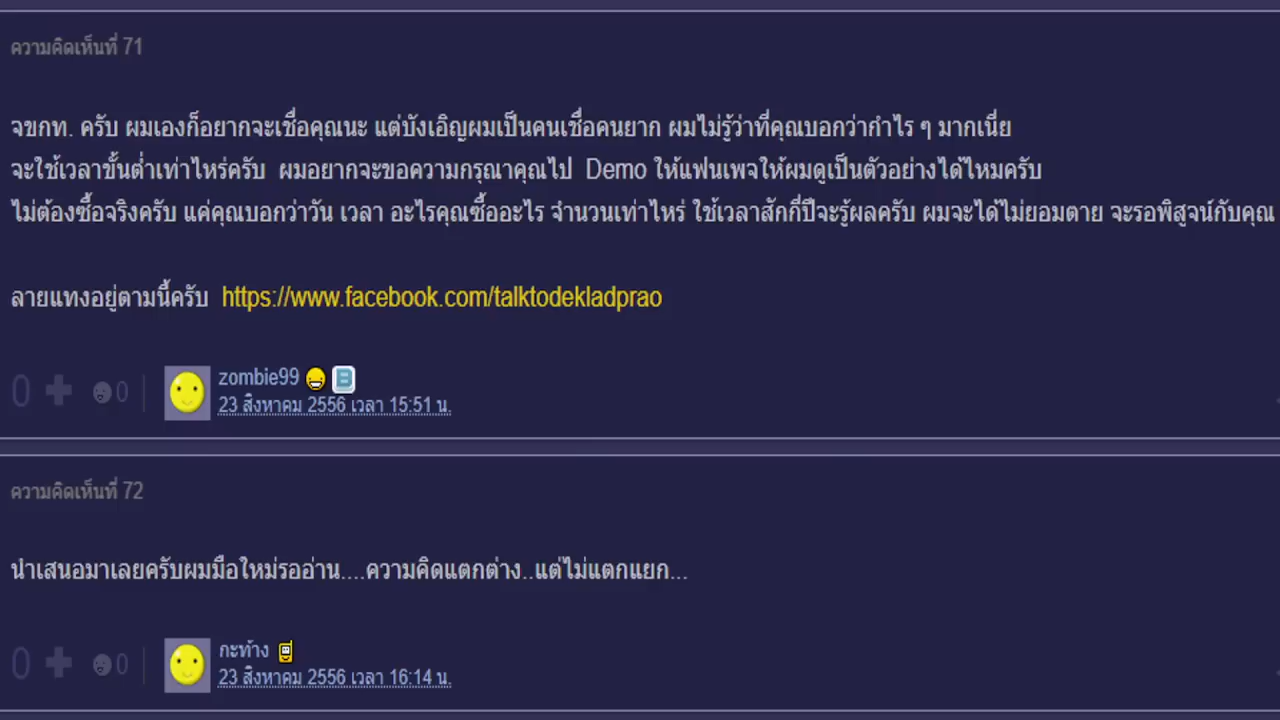 ความคิดเห็นที่ 71
จขกท. ครับ ผมเองก็อยากจะเชื่อคุณนะ แต่บังเอิญผมเป็นคนเชื่อคนยาก ผมไม่รู้ว่าที่คุณบอกว่ากำไร ๆ มากเนี่ย
จะใช้เวลาขั้นต่ำเท่าไหร่ครับ ผมอยากจะขอความกรุณาคุณไป Demo ให้แฟนเพจให้ผมดูเป็นตัวอย่างได้ไหมครับ
ไม่ต้องซื้อจริงครับ แค่คุณบอกว่าวัน เวลา อะไรคุณซื้ออะไร จำนวนเท่าไหร่ ใช้เวลาสักกี่ปีจะรู้ผลครับ ผมจะได้ไม่ยอมตาย จะรอพิสูจน์กับคุณ
ลายแทงอยู่ตามนี้ครับ https://www.facebook.com/talktodekladprao
0 0
zombie99
23 สิงหาคม 2556 เวลา 15:51 น.
ความคิดเห็นที่ 72
นำเสนอมาเลยครับผมมือใหม่รออ่าน....ความคิดแตกต่าง..แต่ไม่แตกแยก...
0 0
กะท้าง
23 สิงหาคม 2556 เวลา 16:14 น.